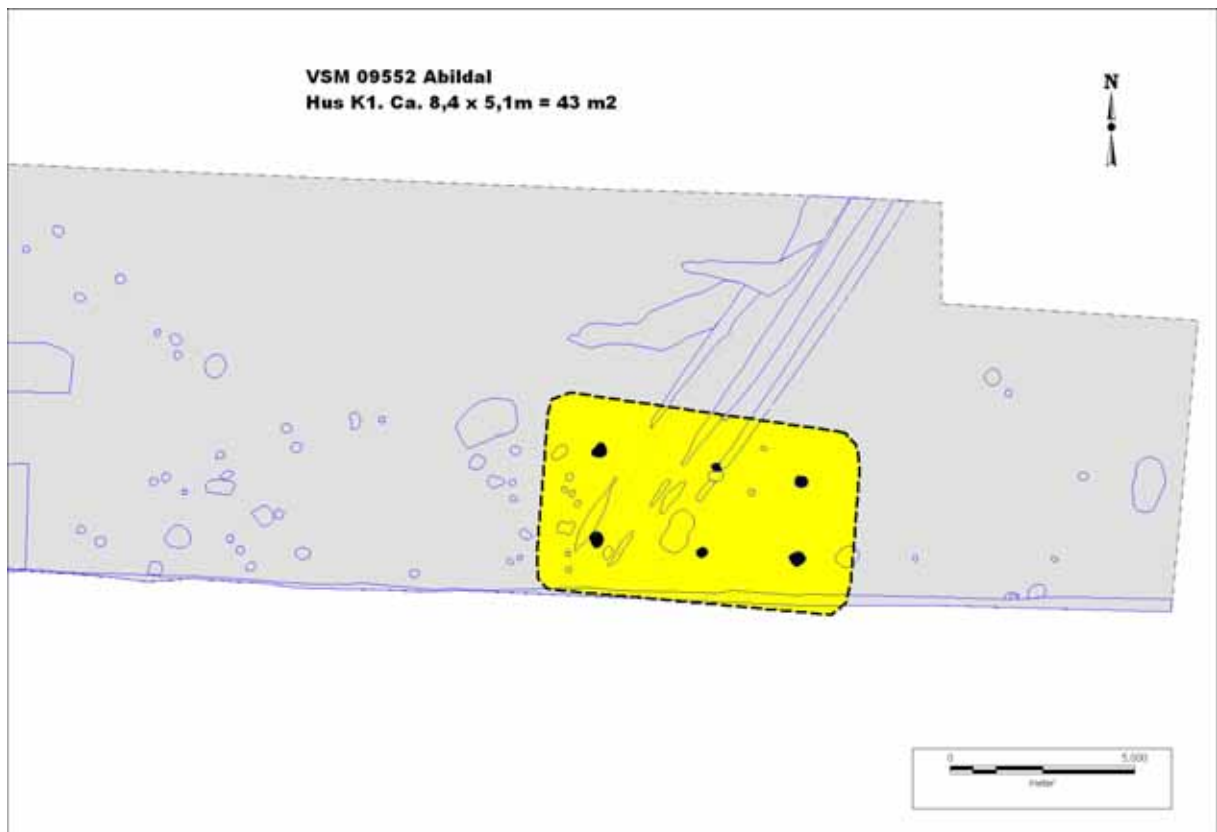 VSM 09552 Abildal
Hus K1. Ca. 8,4 x 5,1m = 43 m2
N
0 5,000
meter